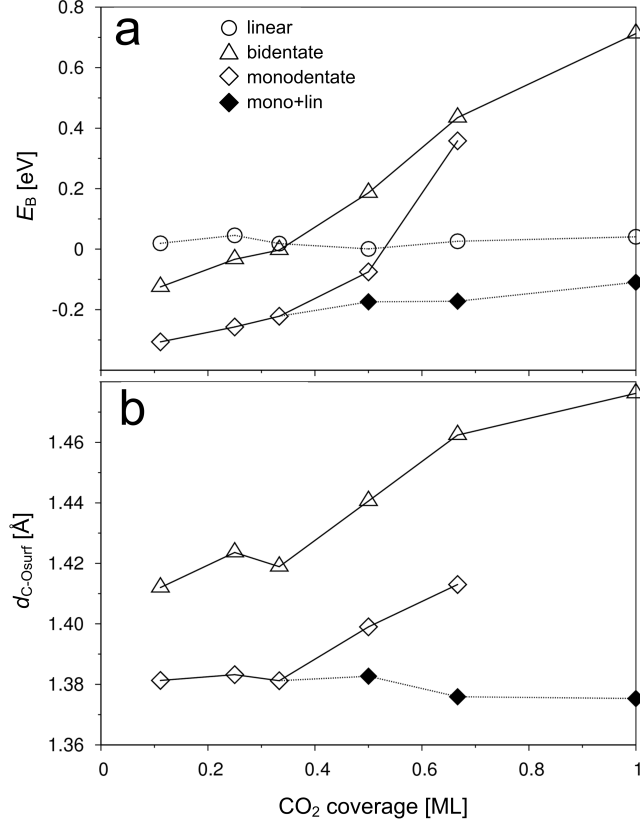 a
linear
bidentate
monodentate
mono+lin
0.8
0.6
0.4
0.2
0
-0.2
E_B [eV]
b
1.46
1.44
1.42
1.40
1.38
1.36
d_C-Osurf [Å]
0 0.2 0.4 0.6 0.8 1
CO₂ coverage [ML]